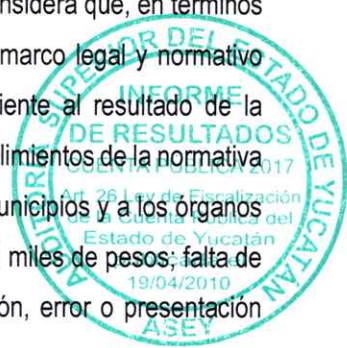 nsidera que, en términos
marco legal y normativo
iente al resultado de la
limientos de la normativa
unicipios y a los órganos
miles de pesos; falta de
ón, error o presentación
AUDITORÍA SUPERIOR DEL ESTADO DE YUCATÁN
INFORME
DE RESULTADOS
CUENTA PÚBLICA 2017
Art. 26 Ley de Fiscalización
de la Cuenta Pública del
Estado de Yucatán
19/04/2010
ASEY